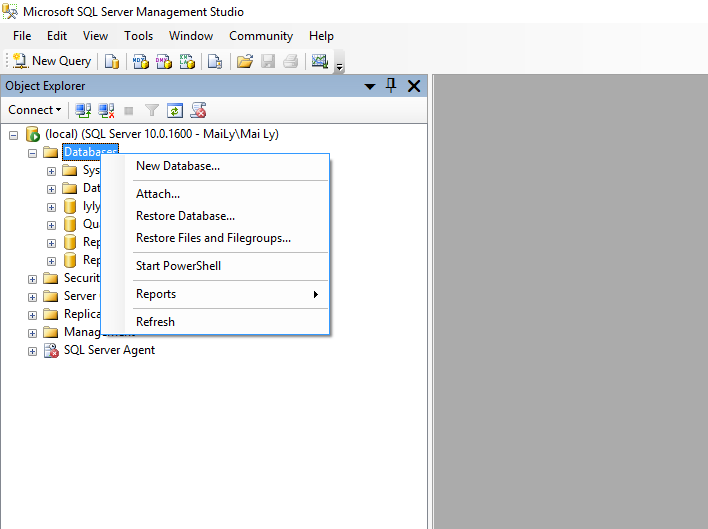 Microsoft SQL Server Management Studio
File Edit View Tools Window Community Help
New Query
Object Explorer
Connect
(local) (SQL Server 10.0.1600 - MaiLy\Mai Ly)
Databases
New Database...
Attach...
Restore Database...
Restore Files and Filegroups...
Start PowerShell
Reports
Refresh
Sys
Dat
lyly
Qu
Rep
Rep
Securit
Server
Replica
Management
SQL Server Agent